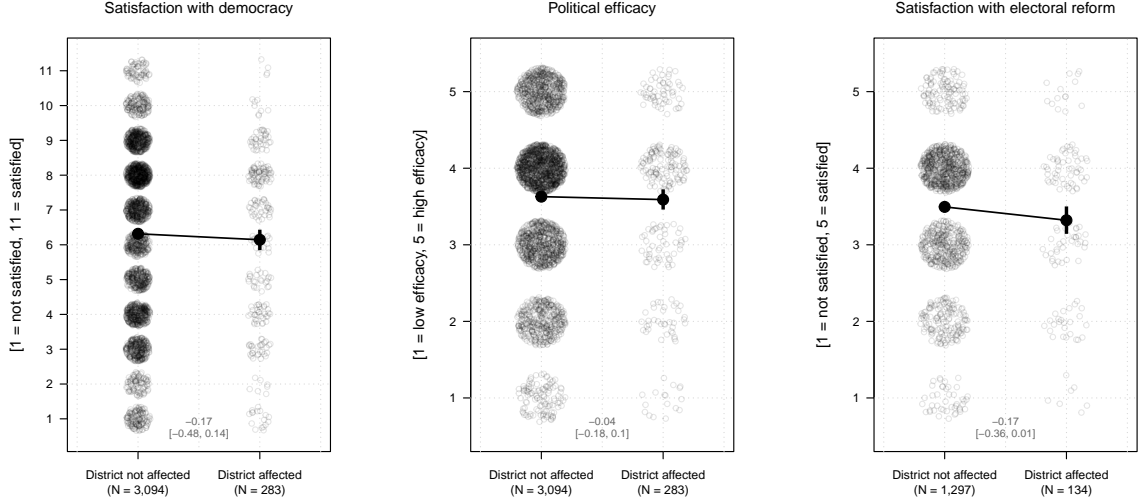 Satisfaction with democracy
[1 = not satisfied, 11 = satisfied]
11
10
9
8
7
6
5
4
3
2
1
−0.17
[−0.48, 0.14]
District not affected
(N = 3,094)
District affected
(N = 283)
Political efficacy
[1 = low efficacy, 5 = high efficacy]
5
4
3
2
1
−0.04
[−0.18, 0.1]
District not affected
(N = 3,094)
District affected
(N = 283)
Satisfaction with electoral reform
[1 = not satisfied, 5 = satisfied]
5
4
3
2
1
−0.17
[−0.36, 0.01]
District not affected
(N = 1,297)
District affected
(N = 134)